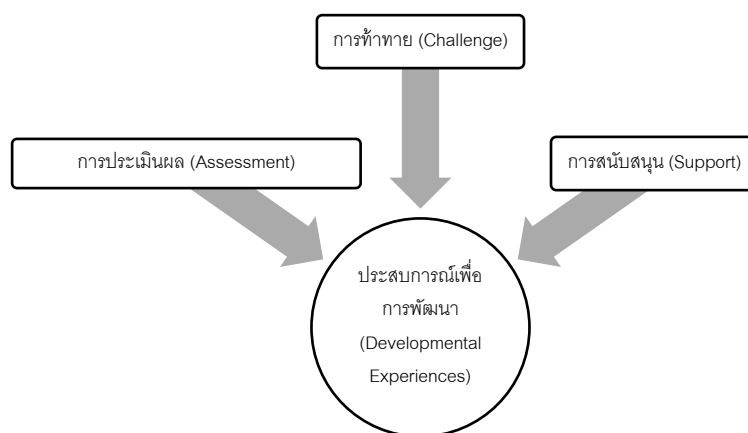 การท้าทาย (Challenge)
การประเมินผล (Assessment)
การสนับสนุน (Support)
ประสบการณ์เพื่อ
การพัฒนา
(Developmental
Experiences)